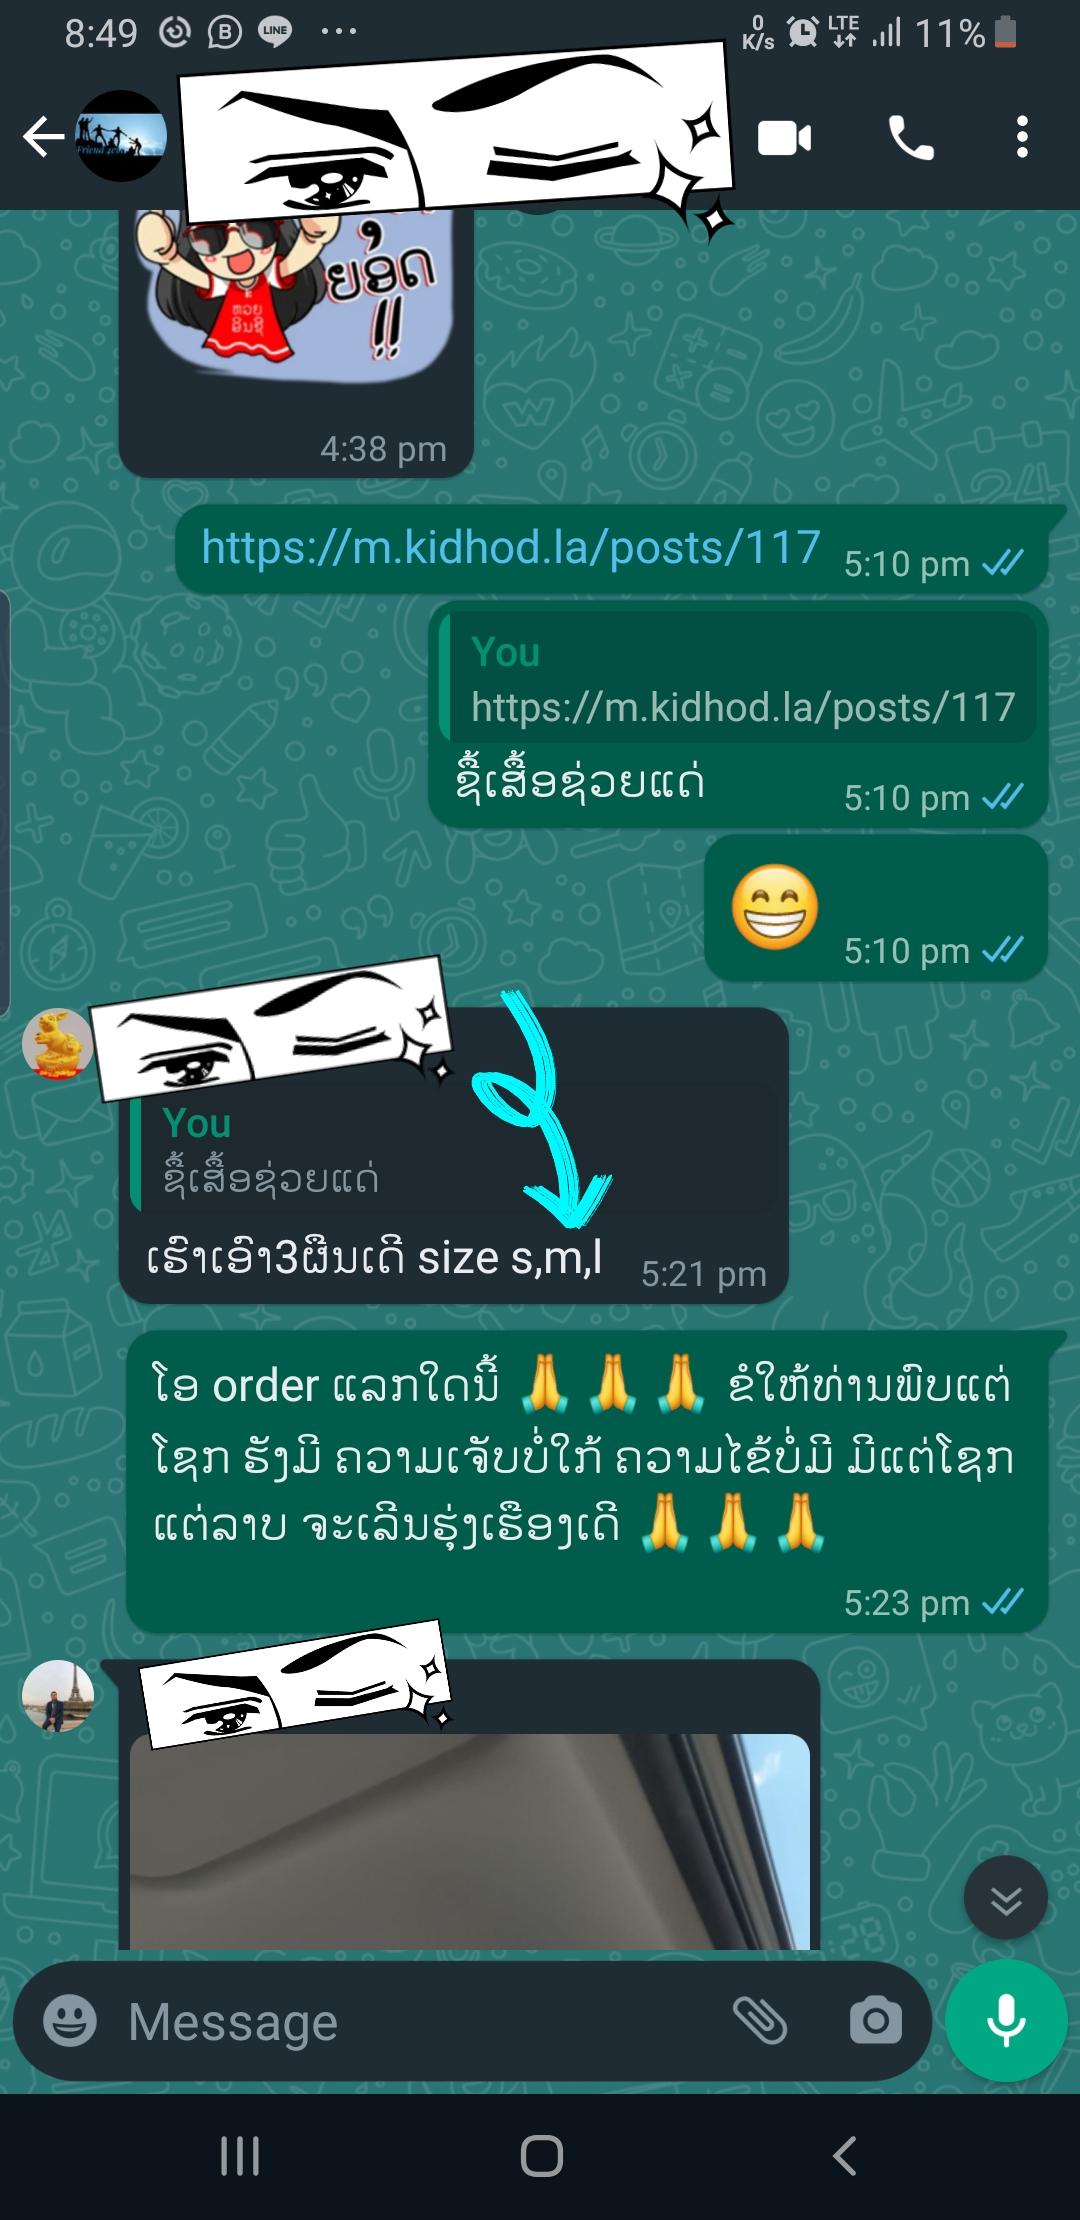 8:49
B
LINE
0
K/s
LTE
11%
Friend
ຍອ໋ດ
!!
ຫວຍ
ອິນຊີ
4:38 pm
https://m.kidhod.la/posts/117
5:10 pm
You
https://m.kidhod.la/posts/117
ຊື້ເສື້ອຊ່ວຍແດ່
5:10 pm
5:10 pm
You
ຊື້ເສື້ອຊ່ວຍແດ່
ເຮົາເອົາ3ຜືນເດີ size s,m,l
5:21 pm
ໂອ order ແລກໃດນີ້ 🙏 🙏 🙏 ຂໍໃຫ້ທ່ານພົບແຕ່
ໂຊກ ຮັງມີ ຄວາມເຈັບບໍ່ໃກ້ ຄວາມໄຂ້ບໍ່ມີ ມີແຕ່ໂຊກ
ແຕ່ລາບ ຈະເລີນຮຸ່ງເຮືອງເດີ 🙏 🙏 🙏
5:23 pm
Message